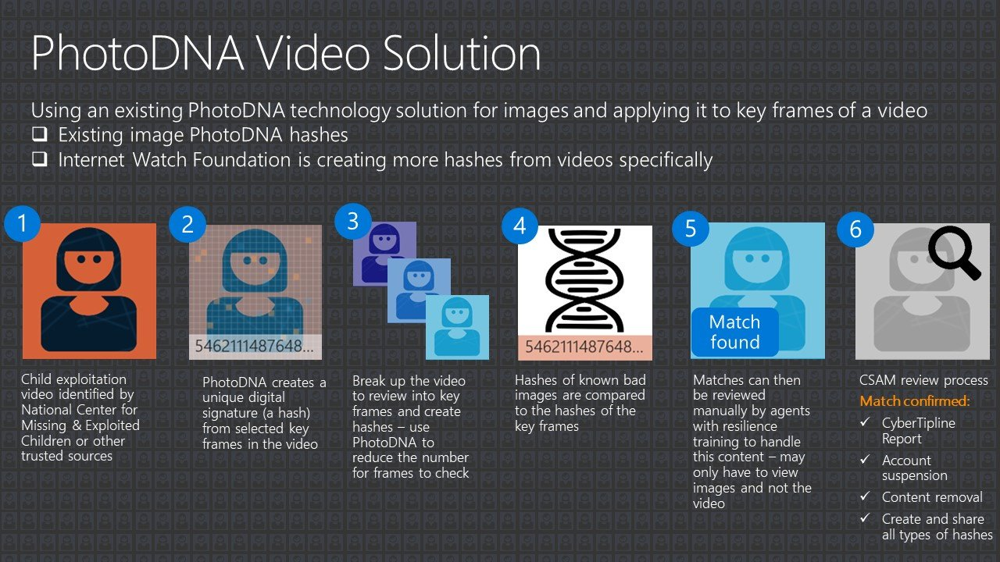 PhotoDNA Video Solution
Using an existing PhotoDNA technology solution for images and applying it to key frames of a video
❑ Existing image PhotoDNA hashes
❑ Internet Watch Foundation is creating more hashes from videos specifically
1
Child exploitation
video identified by
National Center for
Missing & Exploited
Children or other
trusted sources
2
5462111487648...
PhotoDNA creates a
unique digital
signature (a hash)
from selected key
frames in the video
3
Break up the video
to review into key
frames and create
hashes – use
PhotoDNA to
reduce the number
for frames to check
4
5462111487648...
Hashes of known bad
images are compared
to the hashes of the
key frames
5
Match
found
Matches can then
be reviewed
manually by agents
with resilience
training to handle
this content – may
only have to view
images and not the
video
6
CSAM review process
Match confirmed:
✓ CyberTipline
Report
✓ Account
suspension
✓ Content removal
✓ Create and share
all types of hashes